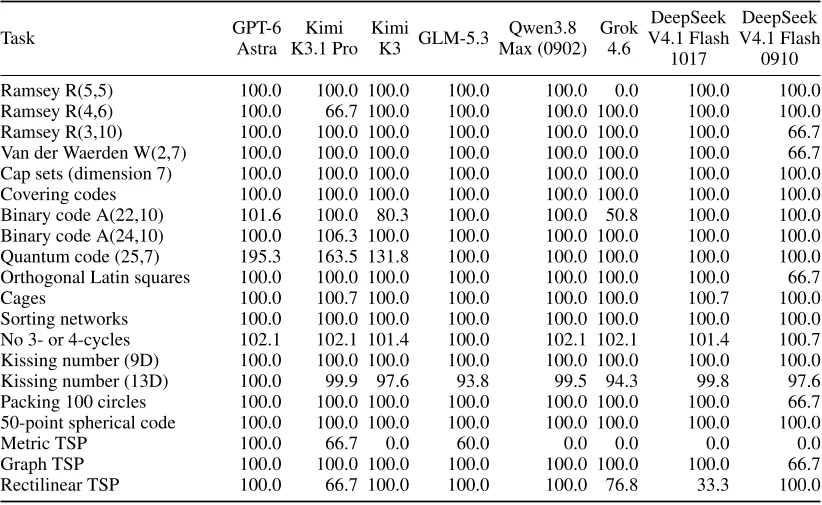 Task GPT-6 Astra Kimi K3.1 Pro Kimi K3 GLM-5.3 Qwen3.8 Max (0902) Grok 4.6 DeepSeek V4.1 Flash 1017 DeepSeek V4.1 Flash 0910
Ramsey R(5,5) 100.0 100.0 100.0 100.0 100.0 0.0 100.0 100.0
Ramsey R(4,6) 100.0 66.7 100.0 100.0 100.0 100.0 100.0 100.0
Ramsey R(3,10) 100.0 100.0 100.0 100.0 100.0 100.0 100.0 66.7
Van der Waerden W(2,7) 100.0 100.0 100.0 100.0 100.0 100.0 100.0 66.7
Cap sets (dimension 7) 100.0 100.0 100.0 100.0 100.0 100.0 100.0 100.0
Covering codes 100.0 100.0 100.0 100.0 100.0 100.0 100.0 100.0
Binary code A(22,10) 101.6 100.0 80.3 100.0 100.0 50.8 100.0 100.0
Binary code A(24,10) 100.0 106.3 100.0 100.0 100.0 100.0 100.0 100.0
Quantum code (25,7) 195.3 163.5 131.8 100.0 100.0 100.0 100.0 100.0
Orthogonal Latin squares 100.0 100.0 100.0 100.0 100.0 100.0 100.0 66.7
Cages 100.0 100.7 100.0 100.0 100.0 100.0 100.7 100.0
Sorting networks 100.0 100.0 100.0 100.0 100.0 100.0 100.0 100.0
No 3- or 4-cycles 102.1 102.1 101.4 100.0 102.1 102.1 101.4 100.7
Kissing number (9D) 100.0 100.0 100.0 100.0 100.0 100.0 100.0 100.0
Kissing number (13D) 100.0 99.9 97.6 93.8 99.5 94.3 99.8 97.6
Packing 100 circles 100.0 100.0 100.0 100.0 100.0 100.0 100.0 66.7
50-point spherical code 100.0 100.0 100.0 100.0 100.0 100.0 100.0 100.0
Metric TSP 100.0 66.7 0.0 60.0 0.0 0.0 0.0 0.0
Graph TSP 100.0 100.0 100.0 100.0 100.0 100.0 100.0 66.7
Rectilinear TSP 100.0 66.7 100.0 100.0 100.0 76.8 33.3 100.0